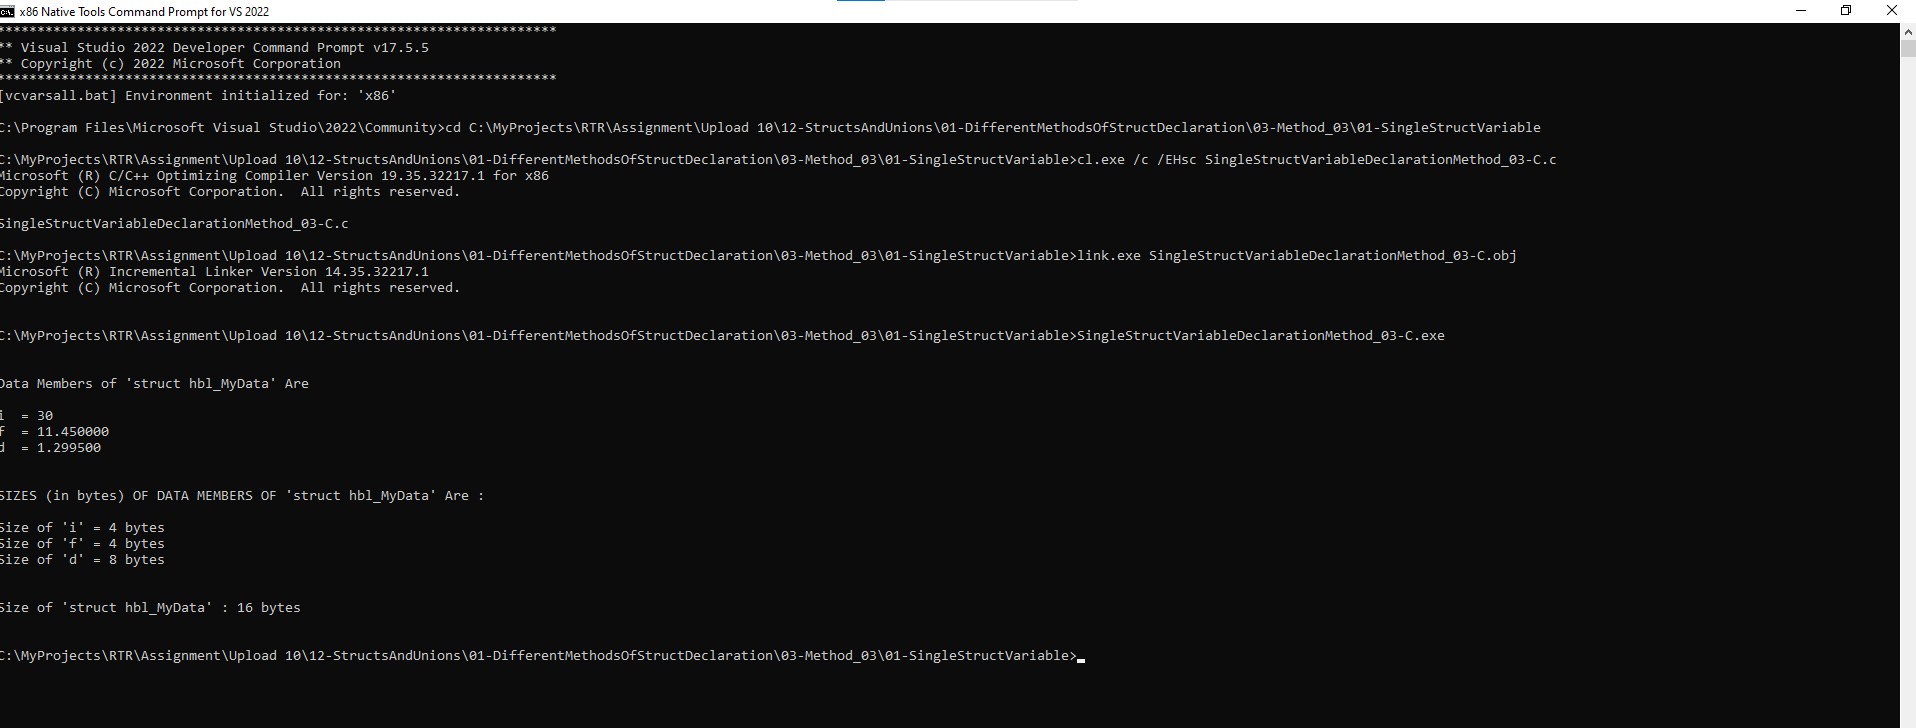 x86 Native Tools Command Prompt for VS 2022
**********************************************************************
** Visual Studio 2022 Developer Command Prompt v17.5.5
** Copyright (c) 2022 Microsoft Corporation
**********************************************************************
[vcvarsall.bat] Environment initialized for: 'x86'
C:\Program Files\Microsoft Visual Studio\2022\Community>cd C:\MyProjects\RTR\Assignment\Upload 10\12-StructsAndUnions\01-DifferentMethodsOfStructDeclaration\03-Method_03\01-SingleStructVariable
C:\MyProjects\RTR\Assignment\Upload 10\12-StructsAndUnions\01-DifferentMethodsOfStructDeclaration\03-Method_03\01-SingleStructVariable>cl.exe /c /EHsc SingleStructVariableDeclarationMethod_03-C.c
Microsoft (R) C/C++ Optimizing Compiler Version 19.35.32217.1 for x86
Copyright (C) Microsoft Corporation.  All rights reserved.
SingleStructVariableDeclarationMethod_03-C.c
C:\MyProjects\RTR\Assignment\Upload 10\12-StructsAndUnions\01-DifferentMethodsOfStructDeclaration\03-Method_03\01-SingleStructVariable>link.exe SingleStructVariableDeclarationMethod_03-C.obj
Microsoft (R) Incremental Linker Version 14.35.32217.1
Copyright (C) Microsoft Corporation.  All rights reserved.
C:\MyProjects\RTR\Assignment\Upload 10\12-StructsAndUnions\01-DifferentMethodsOfStructDeclaration\03-Method_03\01-SingleStructVariable>SingleStructVariableDeclarationMethod_03-C.exe
Data Members of 'struct hbl_MyData' Are
i  = 30
f  = 11.450000
d  = 1.299500
SIZES (in bytes) OF DATA MEMBERS OF 'struct hbl_MyData' Are :
Size of 'i' = 4 bytes
Size of 'f' = 4 bytes
Size of 'd' = 8 bytes
Size of 'struct hbl_MyData' : 16 bytes
C:\MyProjects\RTR\Assignment\Upload 10\12-StructsAndUnions\01-DifferentMethodsOfStructDeclaration\03-Method_03\01-SingleStructVariable>